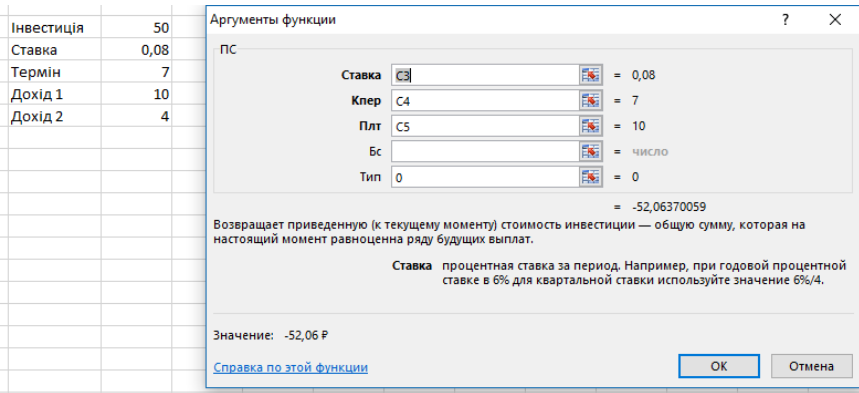 Інвестиція 50
Ставка 0,08
Термін 7
Дохід 1 10
Дохід 2 4
Аргументы функции ? ×
ПС
Ставка C3 = 0,08
Кпер C4 = 7
Плт C5 = 10
Бс = число
Тип 0 = 0
= -52,06370059
Возвращает приведенную (к текущему моменту) стоимость инвестиции — общую сумму, которая на
настоящий момент равноценна ряду будущих выплат.
Ставка процентная ставка за период. Например, при годовой процентной
ставке в 6% для квартальной ставки используйте значение 6%/4.
Значение: -52,06 ₽
Справка по этой функции
ОК Отмена